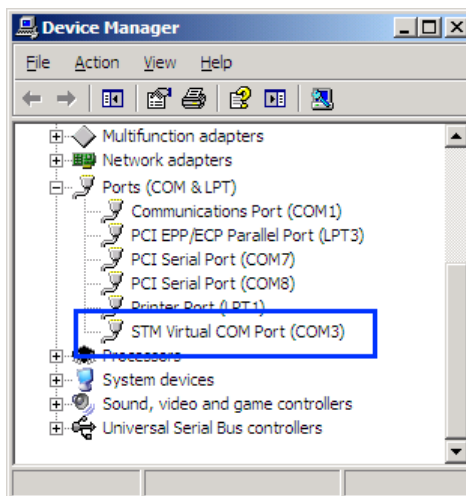 Device Manager
File Action View Help
Multifunction adapters
Network adapters
Ports (COM & LPT)
Communications Port (COM1)
PCI EPP/ECP Parallel Port (LPT3)
PCI Serial Port (COM7)
PCI Serial Port (COM8)
Printer Port (LPT1)
STM Virtual COM Port (COM3)
Processors
System devices
Sound, video and game controllers
Universal Serial Bus controllers